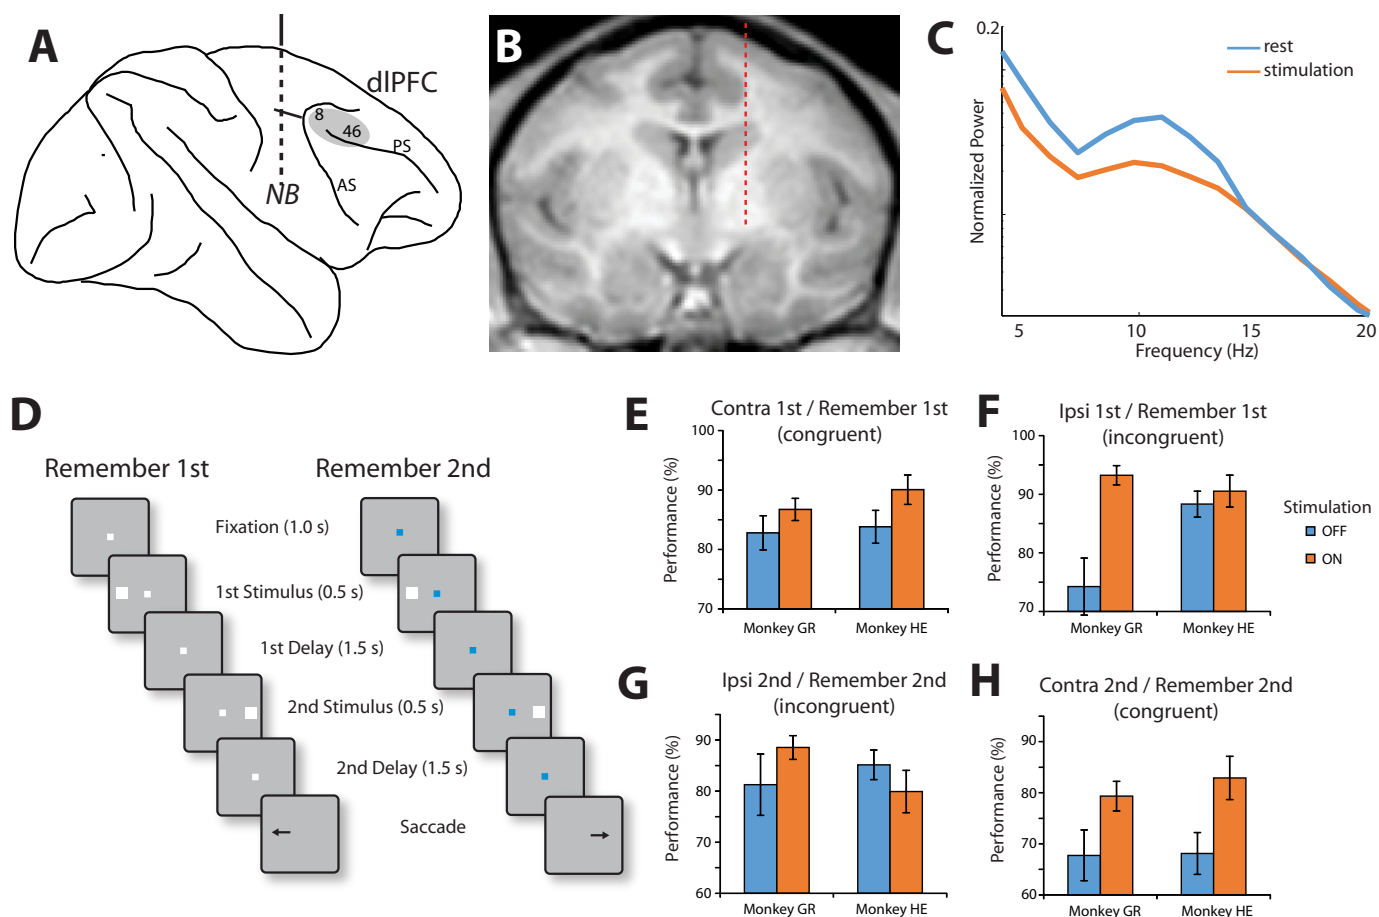 A
dlPFC
8
46
PS
AS
NB
B
C
0.2
rest
stimulation
Normalized Power
5
10
15
20
Frequency (Hz)
D
Remember 1st
Remember 2nd
Fixation (1.0 s)
1st Stimulus (0.5 s)
1st Delay (1.5 s)
2nd Stimulus (0.5 s)
2nd Delay (1.5 s)
Saccade
E
Contra 1st / Remember 1st
(congruent)
Performance (%)
100
90
80
70
Monkey GR
Monkey HE
F
Ipsi 1st / Remember 1st
(incongruent)
Performance (%)
100
90
80
70
Monkey GR
Monkey HE
Stimulation
OFF
ON
G
Ipsi 2nd / Remember 2nd
(incongruent)
Performance (%)
90
80
70
60
Monkey GR
Monkey HE
H
Contra 2nd / Remember 2nd
(congruent)
Performance (%)
90
80
70
60
Monkey GR
Monkey HE